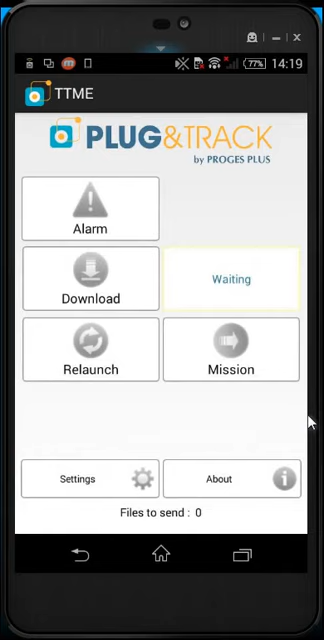 77% 14:19
TTME
PLUG&TRACK
by PROGES PLUS
Alarm
Download
Waiting
Relaunch
Mission
Settings
About
Files to send : 0